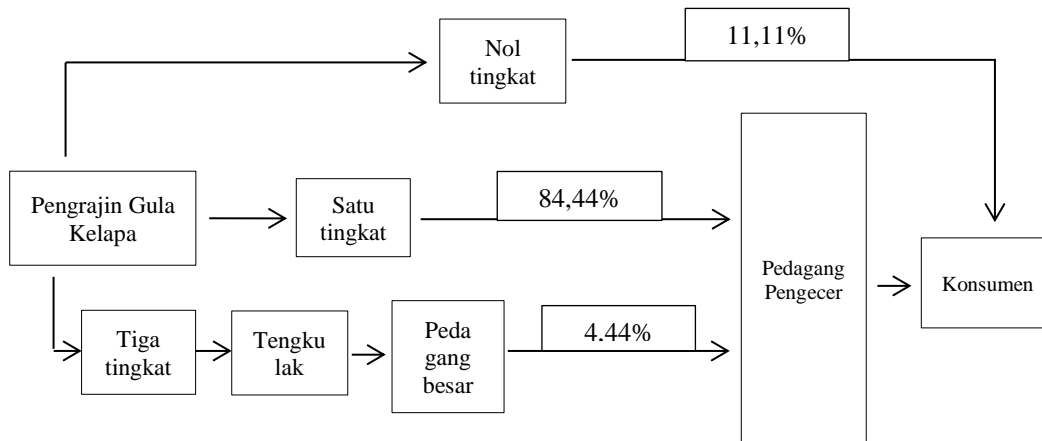 Nol
tingkat
11,11%
Pengrajin Gula
Kelapa
Satu
tingkat
84,44%
Pedagang
Pengecer
Konsumen
Tiga
tingkat
Tengku
lak
Peda
gang
besar
4.44%